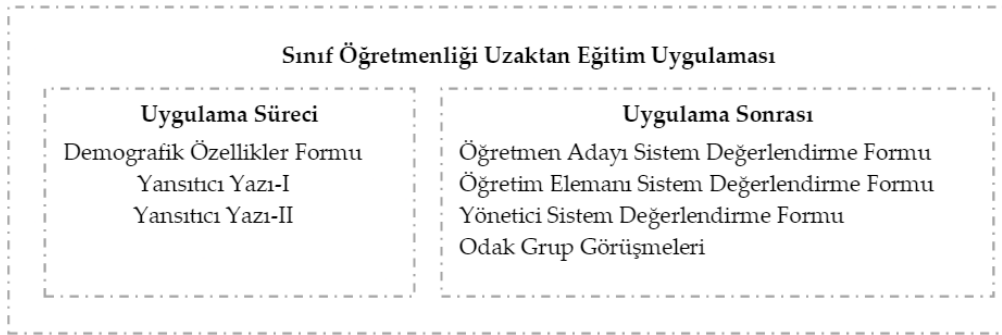 Sınıf Öğretmenliği Uzaktan Eğitim Uygulaması
Uygulama Süreci
Demografik Özellikler Formu
Yansıtıcı Yazı-I
Yansıtıcı Yazı-II
Uygulama Sonrası
Öğretmen Adayı Sistem Değerlendirme Formu
Öğretim Elemanı Sistem Değerlendirme Formu
Yönetici Sistem Değerlendirme Formu
Odak Grup Görüşmeleri